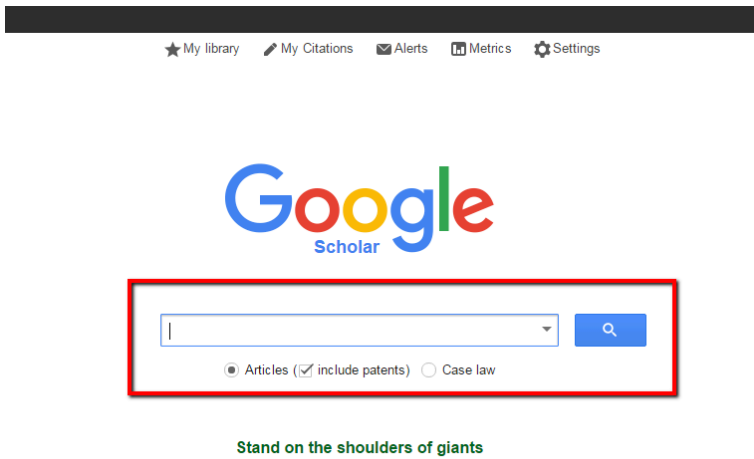 My library My Citations Alerts Metrics Settings
Google
Scholar
Articles (include patents) Case law
Stand on the shoulders of giants